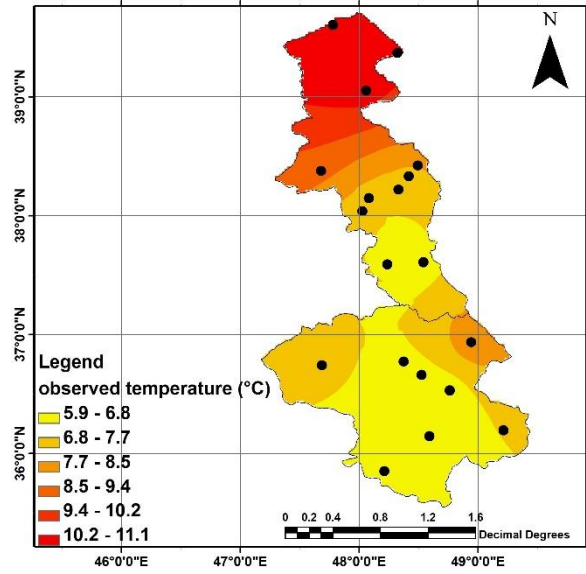 N
39°0'0"N
38°0'0"N
37°0'0"N
36°0'0"N
Legend
observed temperature (°C)
5.9 - 6.8
6.8 - 7.7
7.7 - 8.5
8.5 - 9.4
9.4 - 10.2
10.2 - 11.1
0 0.2 0.4 0.8 1.2 1.6
Decimal Degrees
46°0'0"E 47°0'0"E 48°0'0"E 49°0'0"E